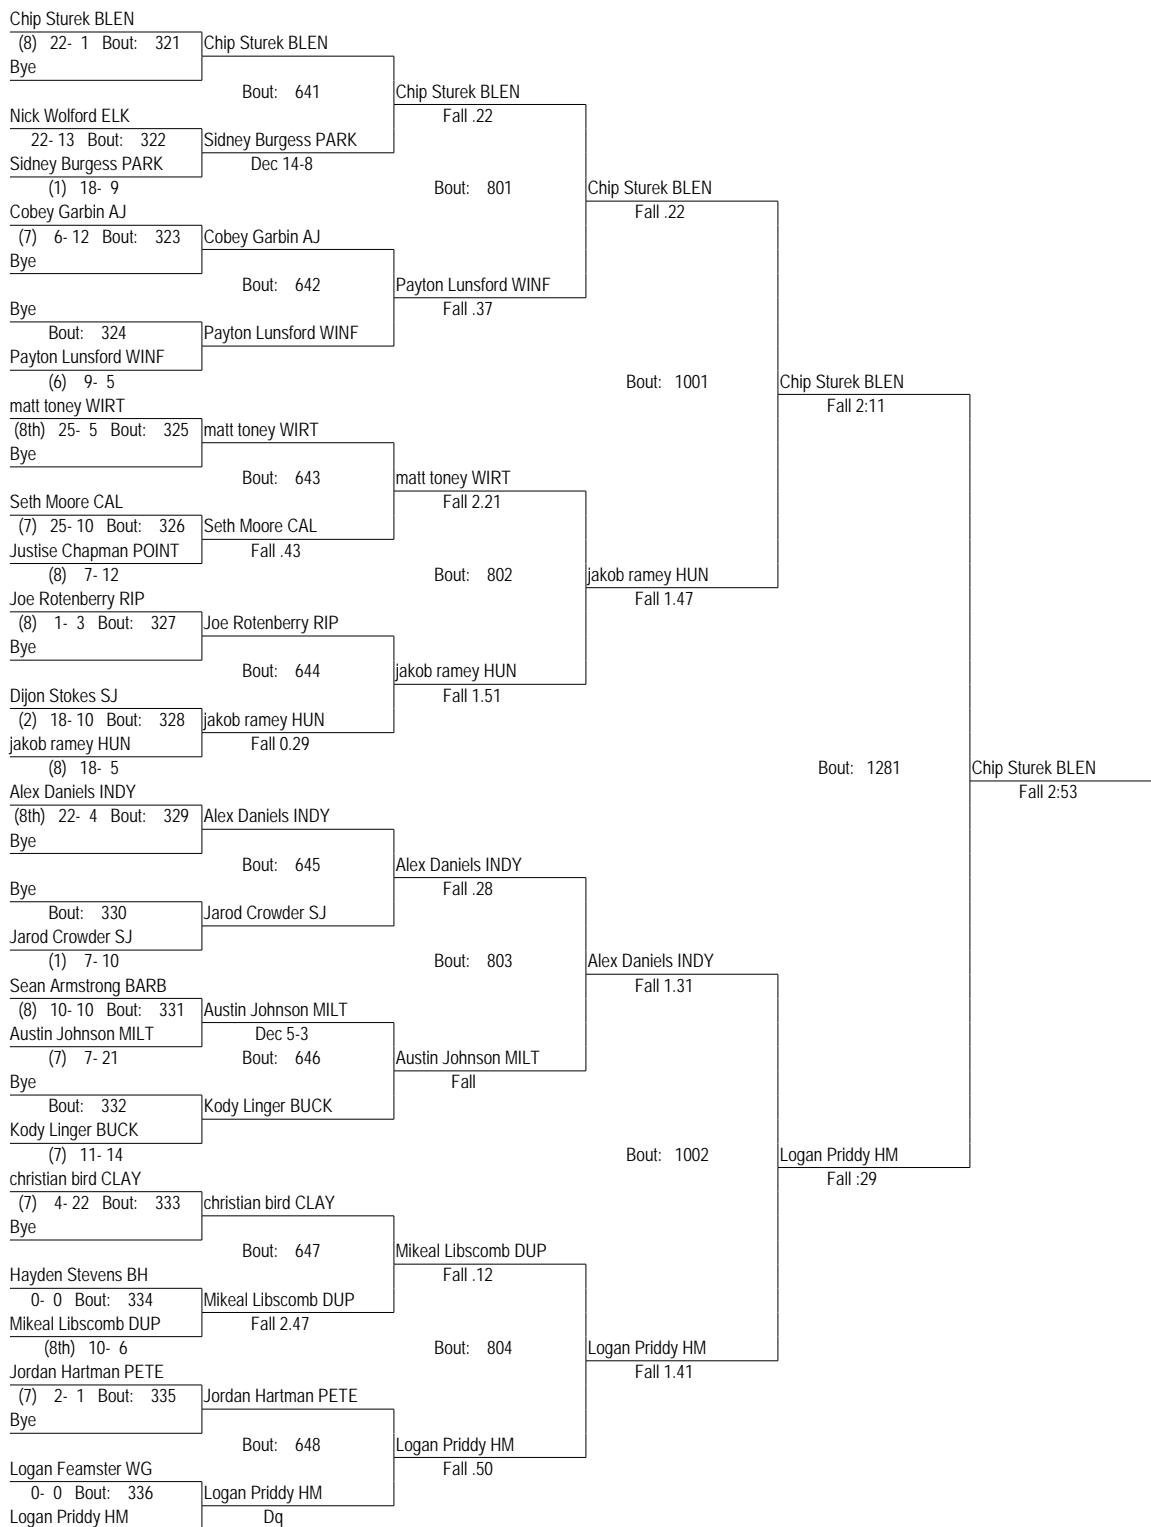 Chip Sturek BLEN
(8) 22- 1 Bout: 321 Chip Sturek BLEN
Bye
Bout: 641 Chip Sturek BLEN
Nick Wolford ELK Fall .22
22- 13 Bout: 322 Sidney Burgess PARK
Sidney Burgess PARK Dec 14-8
(1) 18- 9 Bout: 801 Chip Sturek BLEN
Cobey Garbin AJ Fall .22
(7) 6- 12 Bout: 323 Cobey Garbin AJ
Bye
Bout: 642 Payton Lunsford WINF
Bye Fall .37
Bout: 324 Payton Lunsford WINF
Payton Lunsford WINF
(6) 9- 5 Bout: 1001 Chip Sturek BLEN
matt toney WIRT Fall 2:11
(8th) 25- 5 Bout: 325 matt toney WIRT
Bye
Bout: 643 matt toney WIRT
Seth Moore CAL Fall 2.21
(7) 25- 10 Bout: 326 Seth Moore CAL
Justise Chapman POINT Fall .43
(8) 7- 12 Bout: 802 jakob ramey HUN
Joe Rotenberry RIP Fall 1.47
(8) 1- 3 Bout: 327 Joe Rotenberry RIP
Bye
Bout: 644 jakob ramey HUN
Dijon Stokes SJ Fall 1.51
(2) 18- 10 Bout: 328 jakob ramey HUN
jakob ramey HUN Fall 0.29
(8) 18- 5 Bout: 1281 Chip Sturek BLEN
Alex Daniels INDY Fall 2:53
(8th) 22- 4 Bout: 329 Alex Daniels INDY
Bye
Bout: 645 Alex Daniels INDY
Bye Fall .28
Bout: 330 Jarod Crowder SJ
Jarod Crowder SJ
(1) 7- 10 Bout: 803 Alex Daniels INDY
Sean Armstrong BARB Fall 1.31
(8) 10- 10 Bout: 331 Austin Johnson MILT
Austin Johnson MILT Dec 5-3
(7) 7- 21 Bout: 646 Austin Johnson MILT
Bye Fall
Bout: 332 Kody Linger BUCK
Kody Linger BUCK
(7) 11- 14 Bout: 1002 Logan Priddy HM
christian bird CLAY Fall :29
(7) 4- 22 Bout: 333 christian bird CLAY
Bye
Bout: 647 Mikeal Libscomb DUP
Hayden Stevens BH Fall .12
0- 0 Bout: 334 Mikeal Libscomb DUP
Mikeal Libscomb DUP Fall 2.47
(8th) 10- 6 Bout: 804 Logan Priddy HM
Jordan Hartman PETE Fall 1.41
(7) 2- 1 Bout: 335 Jordan Hartman PETE
Bye
Bout: 648 Logan Priddy HM
Logan Feamster WG Fall .50
0- 0 Bout: 336 Logan Priddy HM
Logan Priddy HM Dq